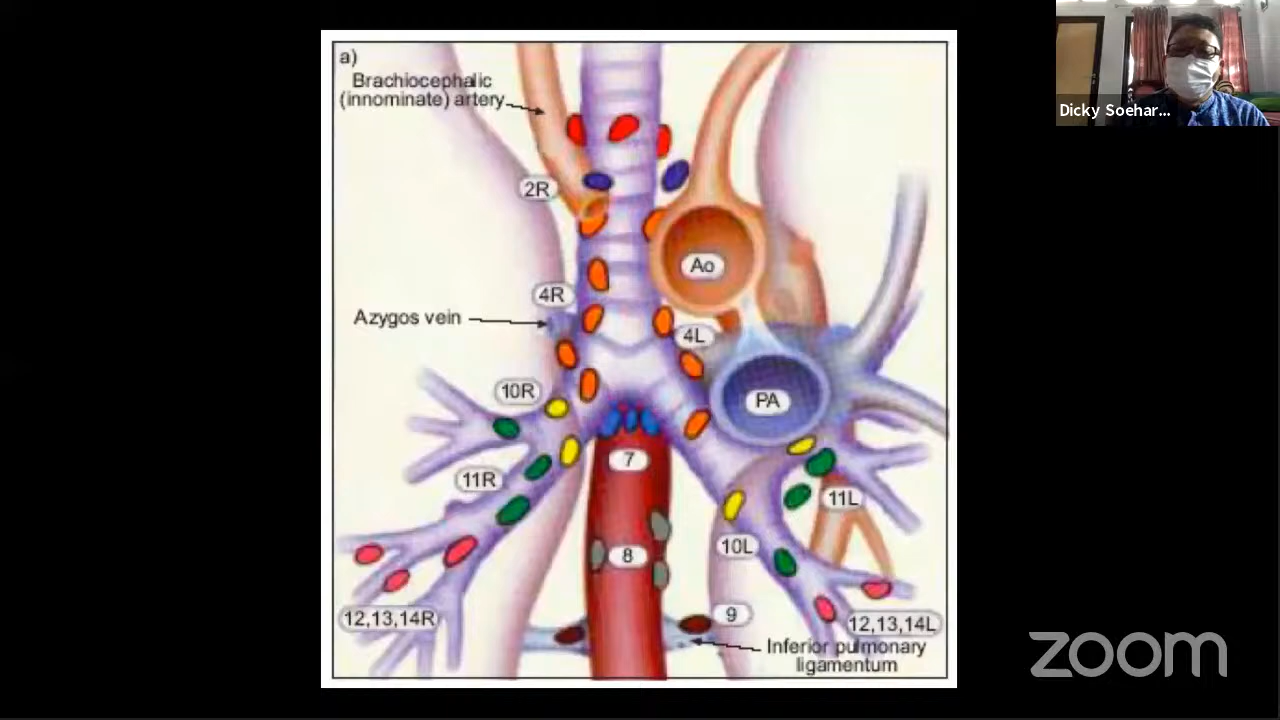 a)
Brachiocephalic
(innominate) artery
2R
Ao
4R
Azygos vein
4L
10R
PA
7
11R
11L
10L
8
9
12,13,14R
12,13,14L
Inferior pulmonary
ligamentum
Dicky Soehar...
zoom